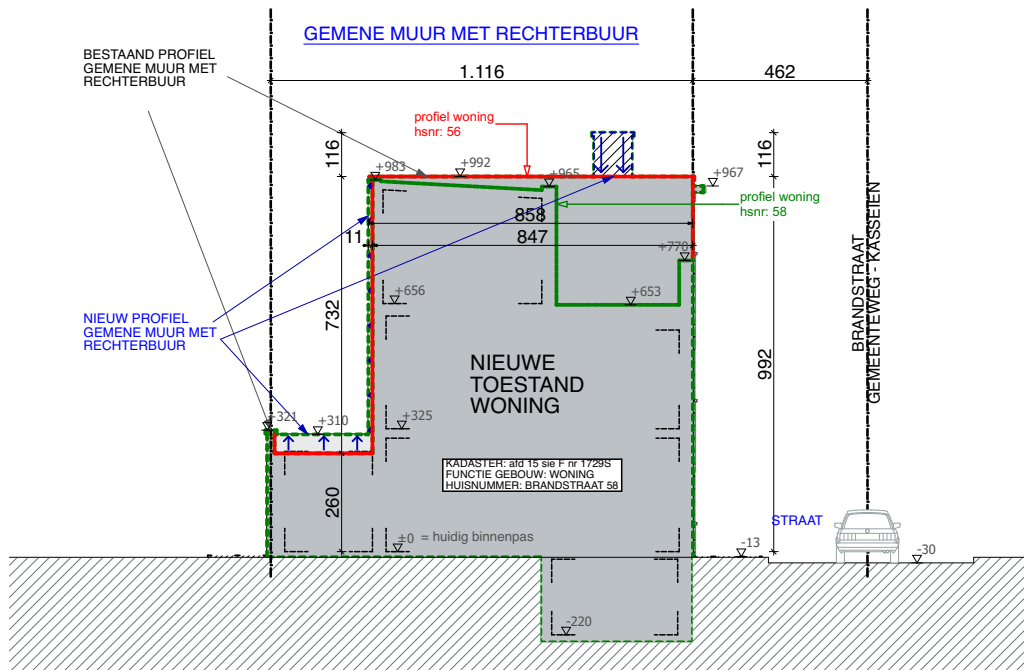 GEMENE MUUR MET RECHTERBUUR
BESTAAND PROFIEL
GEMENE MUUR MET
RECHTERBUUR
1.116
462
profiel woning
hsnr: 56
116
116
+983
+992
+965
+967
profiel woning
hsnr: 58
858
11
847
+770
+656
+653
732
992
BRANDSTRAAT
GEMEENTEWEG - KASSEIEN
NIEUW PROFIEL
GEMENE MUUR MET
RECHTERBUUR
NIEUWE
TOESTAND
WONING
+321
+310
+325
KADASTER: afd 15 sie F nr 1729S
FUNCTIE GEBOUW: WONING
HUISNUMMER: BRANDSTRAAT 58
260
STRAAT
±0 = huidig binnenpas
-13
-30
-220